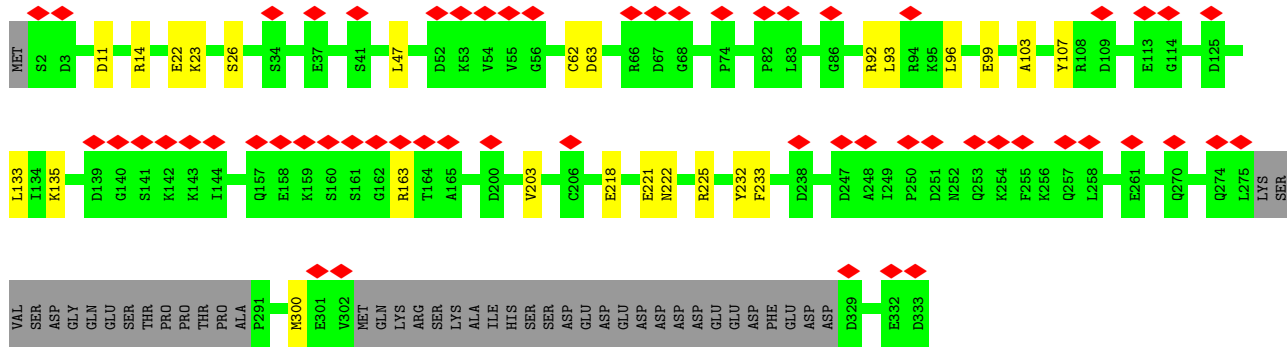 MET S2 D3 D11 R14 E22 K23 S26 S34 E37 S41 L47 D52 K53 V54 V55 G56 C62 D63 R66 D67 G68 P74 P82 L83 G86 R92 L93 R94 K95 L96 E99 A103 Y107 R108 D109 E113 G114 D125
L133 I134 K135 D139 G140 S141 K142 K143 I144 Q157 E158 K159 S160 S161 G162 R163 T164 A165 D200 V203 C206 E218 E221 N222 R225 Y232 F233 D238 D247 A248 I249 P250 D251 N252 Q253 K254 F255 K256 Q257 L258 E261 Q270 Q274 L275 LYS SER
VAL SER ASP GLY GLN GLU SER THR PRO PRO THR PRO ALA P291 M300 E301 V302 MET GLN LYS ARG SER LYS ALA ILE HIS SER SER ASP GLU ASP GLU ASP ASP ASP ASP GLU GLU ASP PHE GLU ASP ASP D329 E332 D333